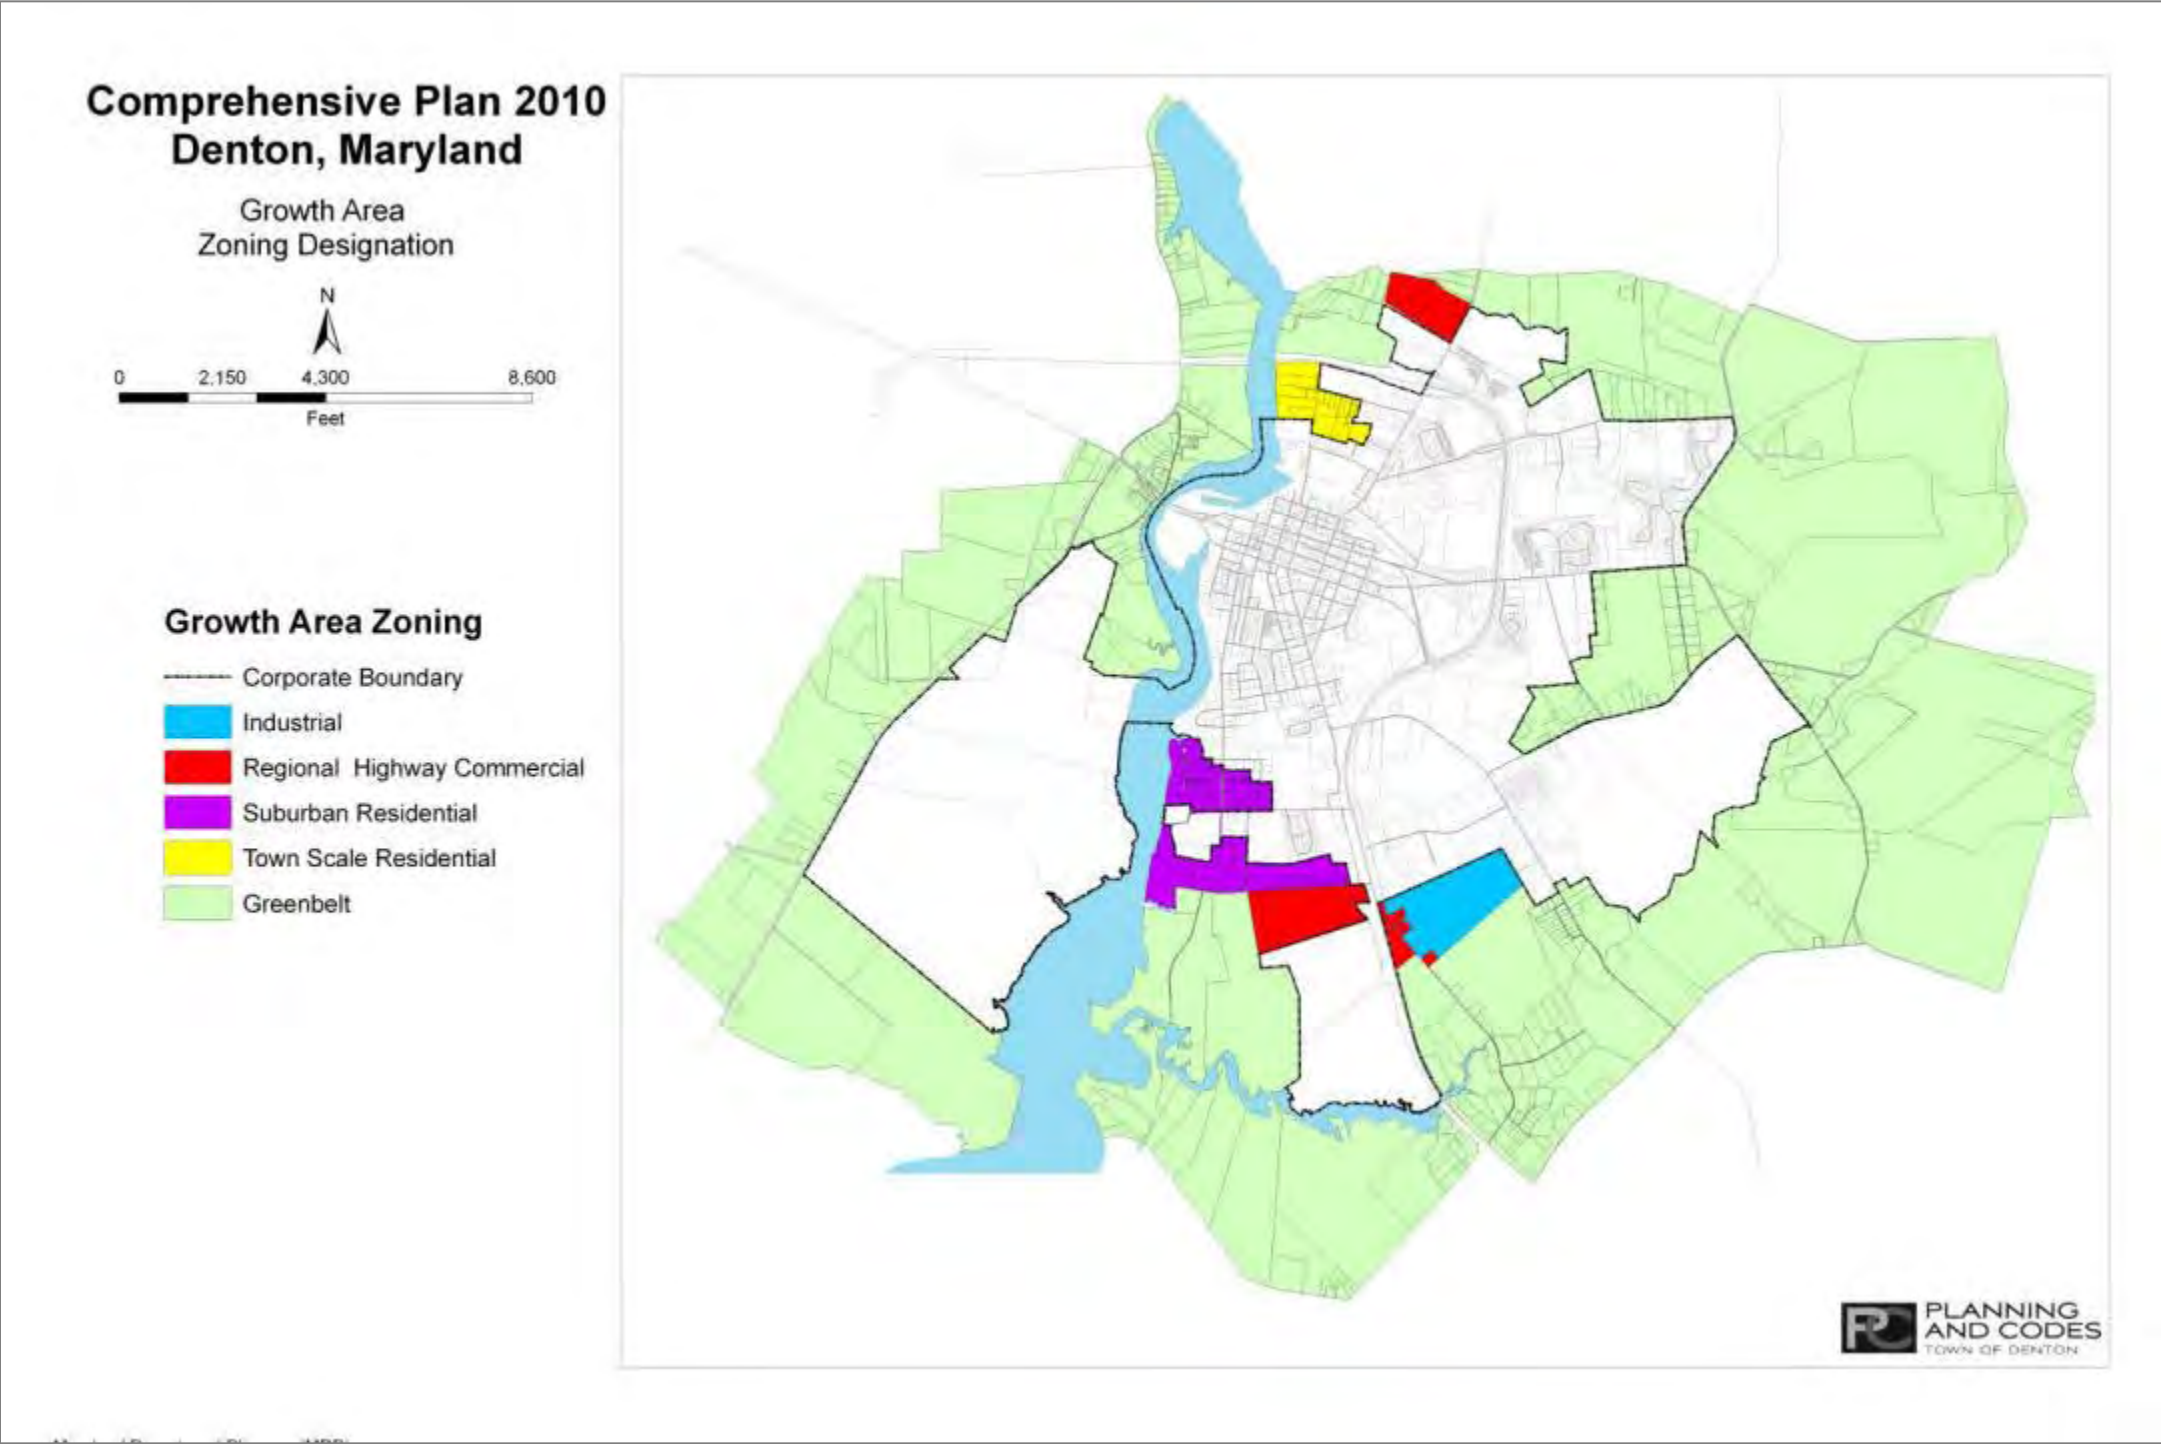 Comprehensive Plan 2010
Denton, Maryland
Growth Area
Zoning Designation
N
0 2,150 4,300 8,600
Feet
Growth Area Zoning
Corporate Boundary
Industrial
Regional Highway Commercial
Suburban Residential
Town Scale Residential
Greenbelt
PC PLANNING
AND CODES
TOWN OF DENTON